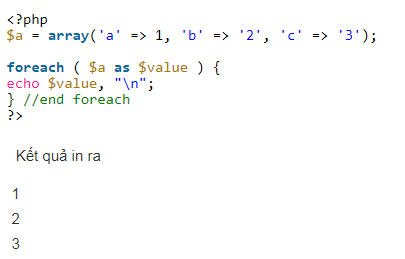 <?php
$a = array('a' => 1, 'b' => '2', 'c' => '3');
foreach ( $a as $value ) {
echo $value, "\n";
} //end foreach
?>
Kết quả in ra
1
2
3